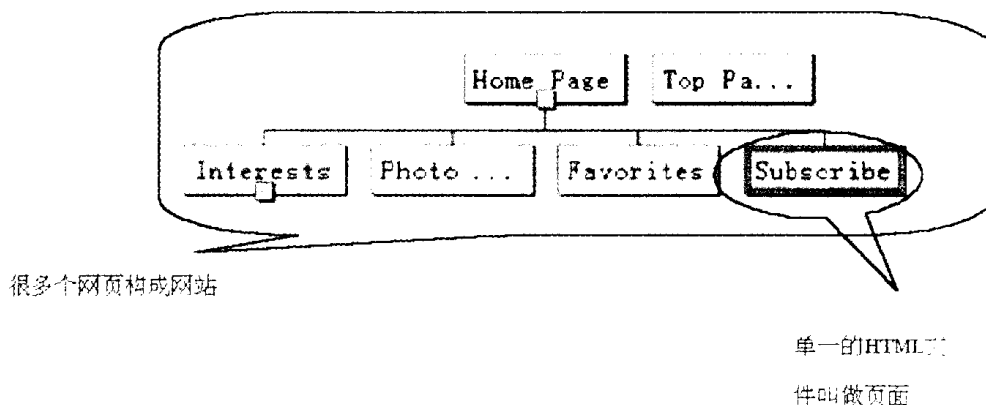 Home Page
Top Pa...
Interests
Photo ...
Favorites
Subscribe
很多个网页构成网站
单一的HTML文
件叫做页面